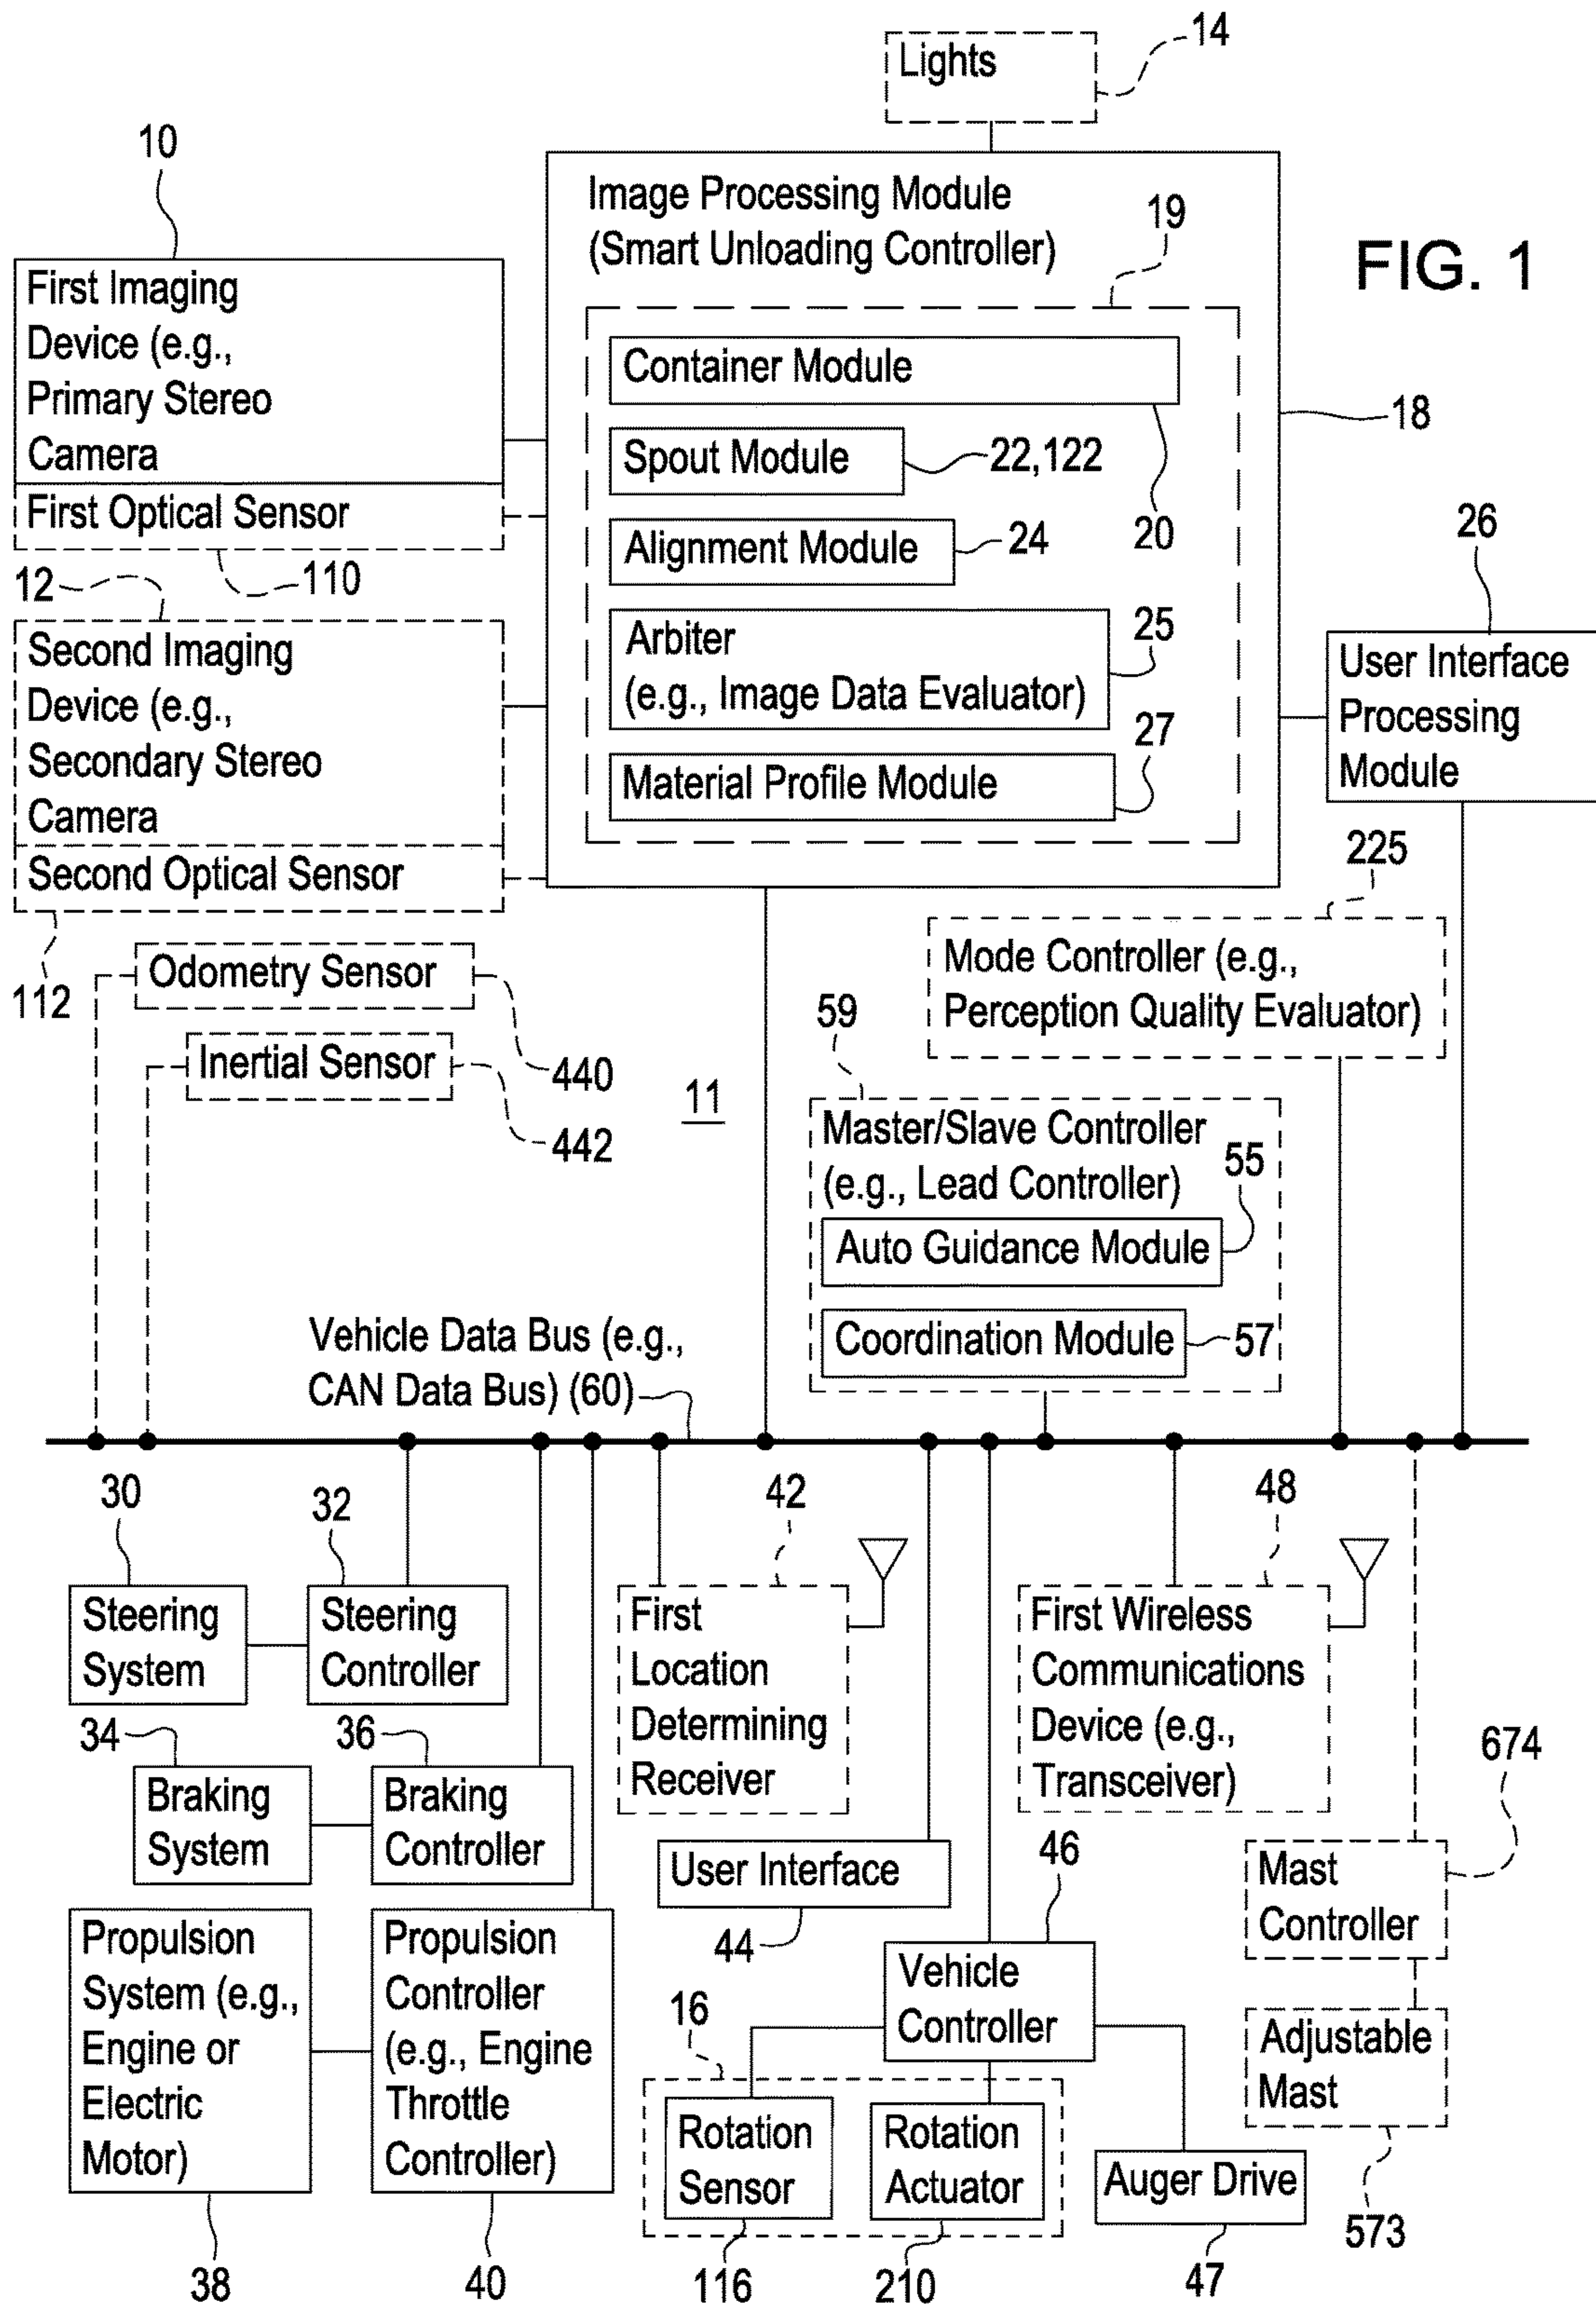 Lights
14
10
Image Processing Module
(Smart Unloading Controller)
19
FIG. 1
First Imaging
Device (e.g.,
Primary Stereo
Camera
First Optical Sensor
110
Container Module
20
18
Spout Module
22,122
Alignment Module
24
Arbiter
(e.g., Image Data Evaluator)
25
Material Profile Module
27
12
Second Imaging
Device (e.g.,
Secondary Stereo
Camera
Second Optical Sensor
112
26
User Interface
Processing
Module
225
Mode Controller (e.g.,
Perception Quality Evaluator)
Odometry Sensor
440
Inertial Sensor
442
11
59
Master/Slave Controller
(e.g., Lead Controller)
55
Auto Guidance Module
Coordination Module
57
Vehicle Data Bus (e.g.,
CAN Data Bus) (60)
30
Steering
System
32
Steering
Controller
34
Braking
System
36
Braking
Controller
Propulsion
System (e.g.,
Engine or
Electric
Motor)
38
Propulsion
Controller
(e.g., Engine
Throttle
Controller)
40
42
First
Location
Determining
Receiver
User Interface
44
48
First Wireless
Communications
Device (e.g.,
Transceiver)
46
Vehicle
Controller
16
Rotation
Sensor
116
Rotation
Actuator
210
Auger Drive
47
674
Mast
Controller
Adjustable
Mast
573